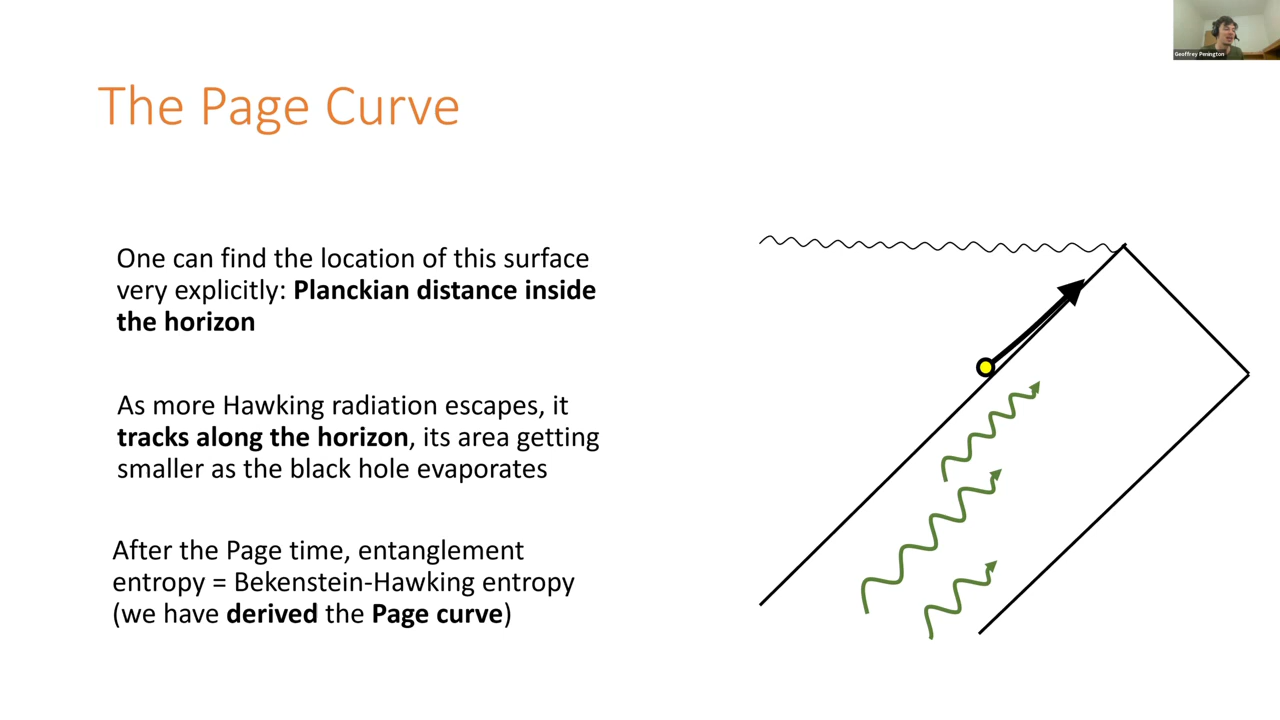 Geoffrey Penington
The Page Curve
One can find the location of this surface
very explicitly: Planckian distance inside
the horizon
As more Hawking radiation escapes, it
tracks along the horizon, its area getting
smaller as the black hole evaporates
After the Page time, entanglement
entropy = Bekenstein-Hawking entropy
(we have derived the Page curve)